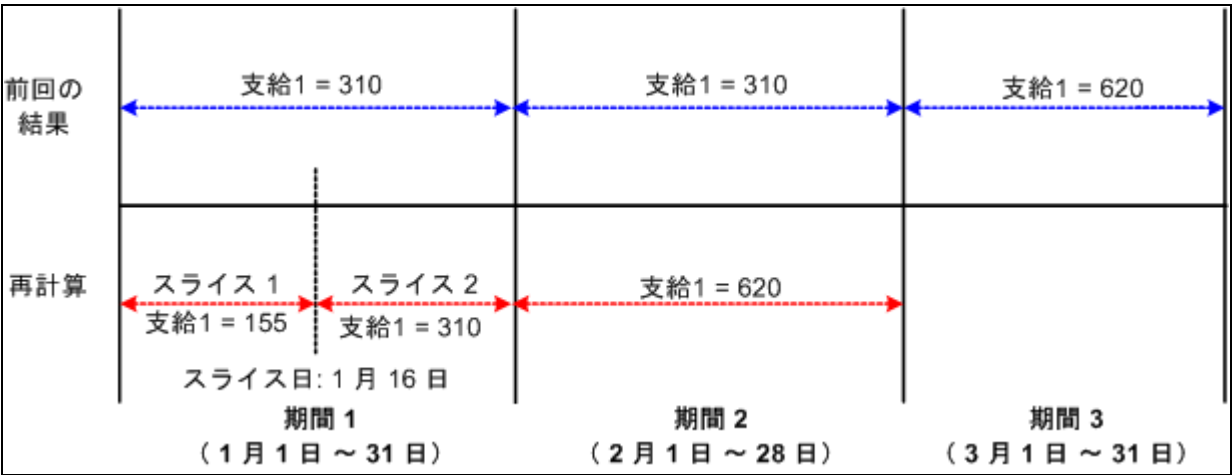 前回の
結果
支給1 = 310
支給1 = 310
支給1 = 620
再計算
スライス 1
支給1 = 155
スライス 2
支給1 = 310
支給1 = 620
スライス日: 1 月 16 日
期間 1
（ 1 月 1 日 ～ 31 日）
期間 2
（ 2 月 1 日 ～ 28 日）
期間 3
（ 3 月 1 日 ～ 31 日）